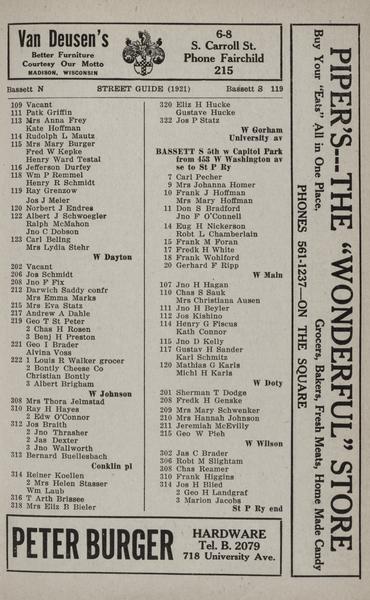 Van Deusen's
Better Furniture
Courtesy Our Motto
MADISON, WISCONSIN
6-8
S. Carroll St.
Phone Fairchild
215
Bassett N STREET GUIDE (1921) Bassett S 119
109 Vacant
111 Patk Griffin
113 Mrs Anna Frey
Kate Hoffman
114 Rudolph L Mautz
115 Mrs Mary Burger
Fred W Kepke
Henry Ward Testal
116 Jefferson Durfey
118 Wm P Remmel
Henry R Schmidt
119 Ray Grenzow
Jos J Meier
120 Norbert J Endres
122 Albert J Schwoegler
Ralph McMahon
Jno C Dobson
123 Carl Beling
Mrs Lydia Stehr
W Dayton
202 Vacant
206 Jos Schmidt
208 Jno F Fix
212 Darwich Saddy confr
Mrs Emma Marks
215 Mrs Eva Statz
217 Andrew A Dahle
219 Geo T St Peter
2 Chas H Rosen
3 Benj H Preston
221 Geo I Brader
Alvina Voss
222 1 Louis R Walker grocer
2 Bontly Cheese Co
Christian Bontly
3 Albert Brigham
W Johnson
308 Mrs Thora Jelmstad
310 Ray H Hayes
2 Edw O'Connor
312 Jos Braith
2 Jno Thrasher
2 Jas Dexter
3 Jno Wallworth
313 Bernard Buellesbach
Conklin pl
314 Reiner Koellen
2 Mrs Helen Stasser
Wm Laub
316 T Arth Brissee
318 Mrs Eliz B Bieler
320 Eliz H Hucke
Gustave Hucke
322 Jos P Statz
W Gorham
University av
BASSETT S 5th w Capitol Park
from 453 W Washington av
se to St P Ry
7 Carl Pecher
9 Mrs Johanna Homer
10 Frank J Hoffman
Mrs Mary Hoffman
11 Don S Bradford
Jno F O'Connell
14 Eug H Nickerson
Robt L Chamberlain
15 Frank M Foran
17 Fredk H White
18 Frank Wohlford
20 Gerhard F Ripp
W Main
107 Jno H Hagan
110 Chas S Sauk
Mrs Christina Ausen
111 Jno H Beyler
112 Jos Kishino
114 Henry G Fiscus
Kath Connor
115 Jno D Kelly
117 Gustav H Sander
Karl Schmitz
120 Mathias G Karls
Michl H Karls
W Doty
201 Sherman T Dodge
208 Fredk H Genske
209 Mrs Mary Schwenker
210 Mrs Hannah Johnson
211 Jeremiah McEvilly
215 Geo W Pieh
W Wilson
302 Jas C Brader
306 Robt M Slightam
308 Chas Reamer
310 Frank Higgins
314 Jos H Blied
2 Geo H Landgraf
3 Marion Jacobs
St P Ry end
PIPER'S---THE "WONDERFUL" STORE
Buy Your "Eats" All in One Place, Grocers, Bakers, Fresh Meats, Home Made Candy
PHONES 561-1237—ON THE SQUARE
PETER BURGER
HARDWARE
Tel. B. 2079
718 University Ave.